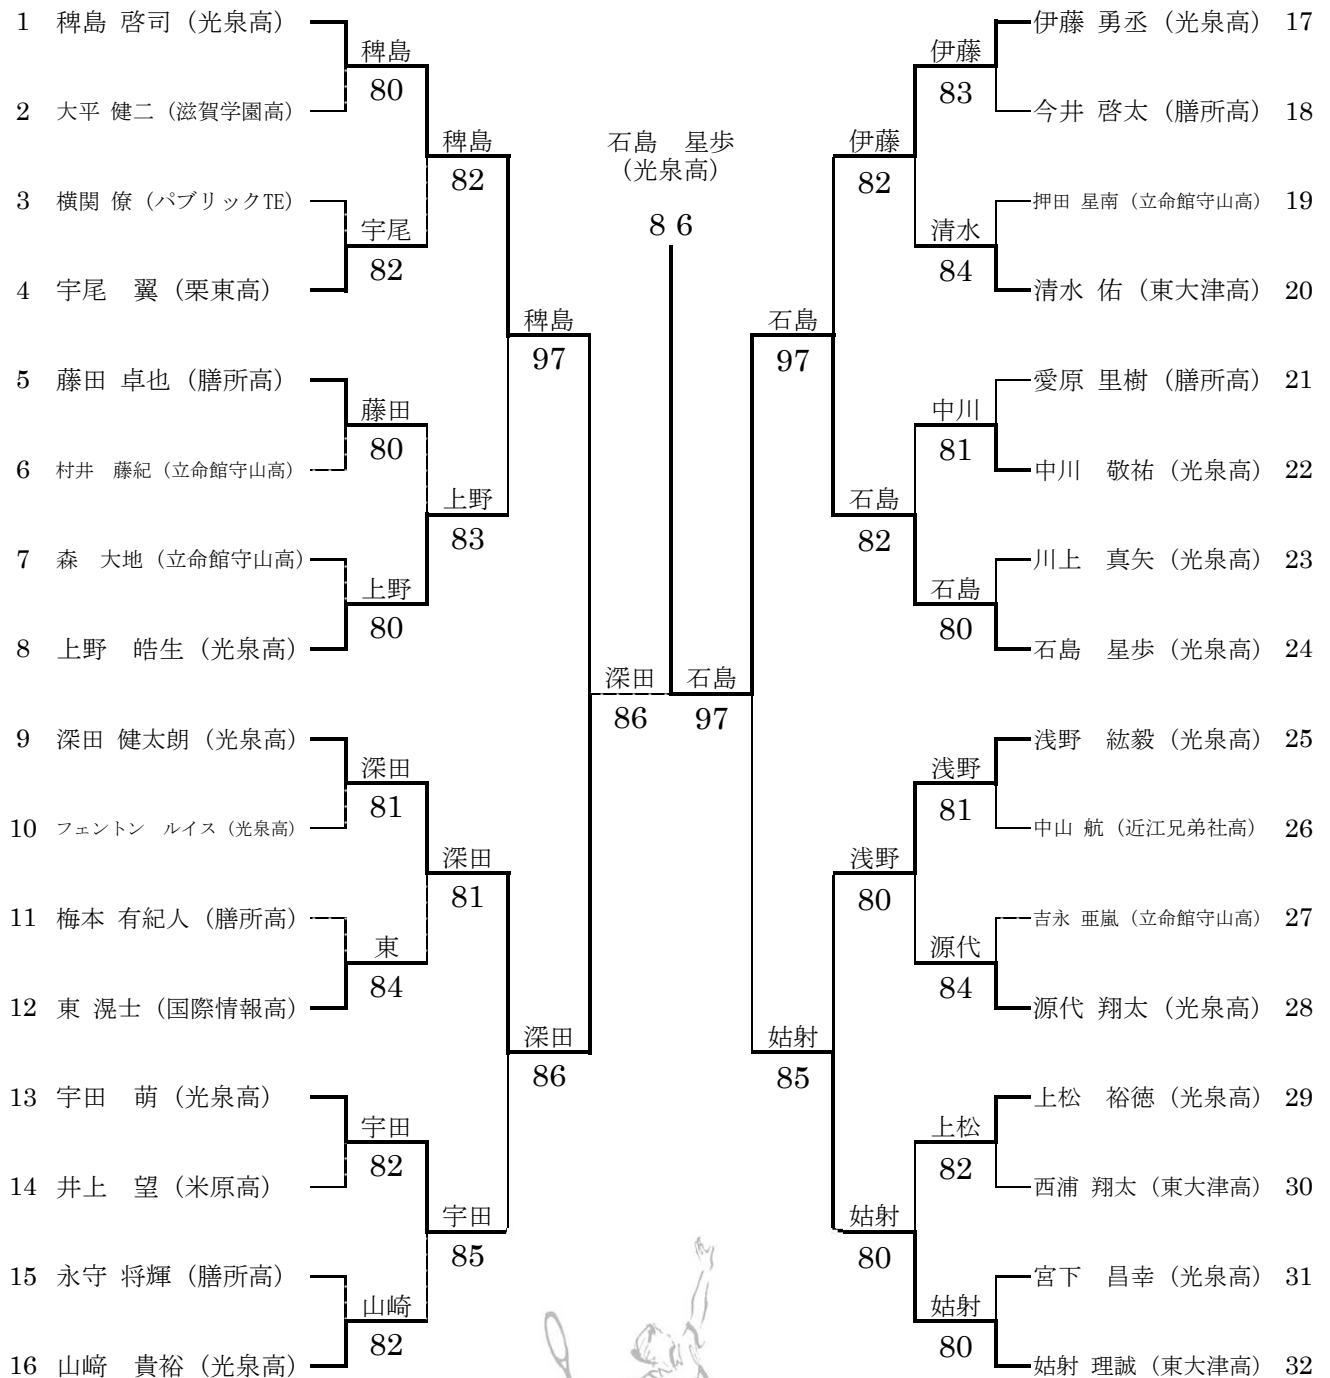 1 稗島 啓司 (光泉高)
2 大平 健二 (滋賀学園高)
3 横関 僚 (パブリックTE)
4 宇尾　翼 (栗東高)
5 藤田 卓也 (膳所高)
6 村井　藤紀 (立命館守山高)
7 森　大地 (立命館守山高)
8 上野　皓生 (光泉高)
9 深田 健太朗 (光泉高)
10 フェントン　ルイス (光泉高)
11 梅本 有紀人 (膳所高)
12 東 滉士 (国際情報高)
13 宇田　萌 (光泉高)
14 井上　望 (米原高)
15 永守 将輝 (膳所高)
16 山﨑　貴裕 (光泉高)
稗島
80
宇尾
82
藤田
80
上野
80
深田
81
東
84
宇田
82
山崎
82
稗島
82
上野
83
深田
81
宇田
85
稗島
97
深田
86
深田
86
石島　星歩
(光泉高)
8 6
石島
97
石島
97
姑射
85
伊藤
82
石島
82
浅野
80
姑射
80
伊藤
83
清水
84
中川
81
石島
80
浅野
81
源代
84
上松
82
姑射
80
伊藤 勇丞 (光泉高) 17
今井 啓太 (膳所高) 18
押田 星南 (立命館守山高) 19
清水 佑 (東大津高) 20
愛原 里樹 (膳所高) 21
中川　敬祐 (光泉高) 22
川上　真矢 (光泉高) 23
石島　星歩 (光泉高) 24
浅野　紘毅 (光泉高) 25
中山 航 (近江兄弟社高) 26
吉永 亜嵐 (立命館守山高) 27
源代 翔太 (光泉高) 28
上松　裕徳 (光泉高) 29
西浦 翔太 (東大津高) 30
宮下　昌幸 (光泉高) 31
姑射 理誠 (東大津高) 32